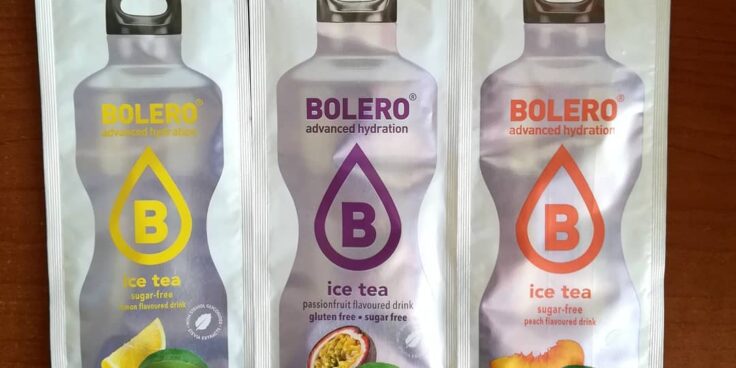 BOLERO®
advanced hydration
B
ice tea
sugar-free
lemon flavoured drink
BOLERO®
advanced hydration
B
ice tea
passionfruit flavoured drink
gluten free • sugar free
BOLERO®
advanced hydration
B
ice tea
sugar-free
peach flavoured drink